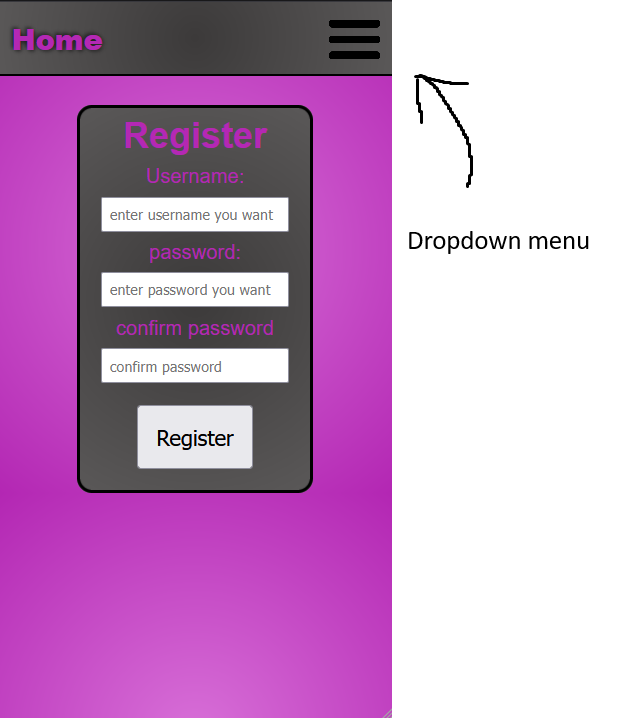 Home
Register
Username:
enter username you want
Dropdown menu
password:
enter password you want
confirm password
confirm password
Register